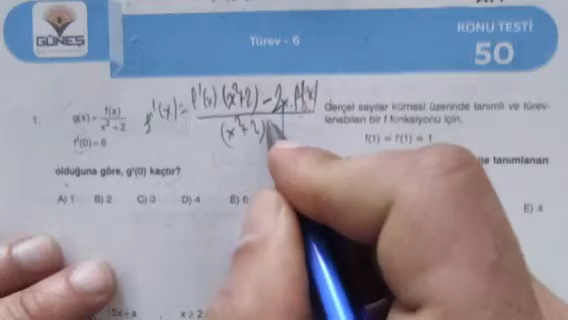 GÜNEŞ
Türev - 6
KONU TESTİ
50
1.
g(x) = f(x) / x² + 2
f'(0) = 6
g'(x) = f'(x)(x²+2) - 2x.f(x) / (x²+2)
olduğuna göre, g'(0) kaçtır?
A) 1 B) 2 C) 3 D) 4 E) 6
Gerçel sayılar kümesi üzerinde tanımlı ve türev-
lenebilen bir f fonksiyonu için,
f(1) = f'(1) = 1
tanımlanan
E) 4
x ≥ 2